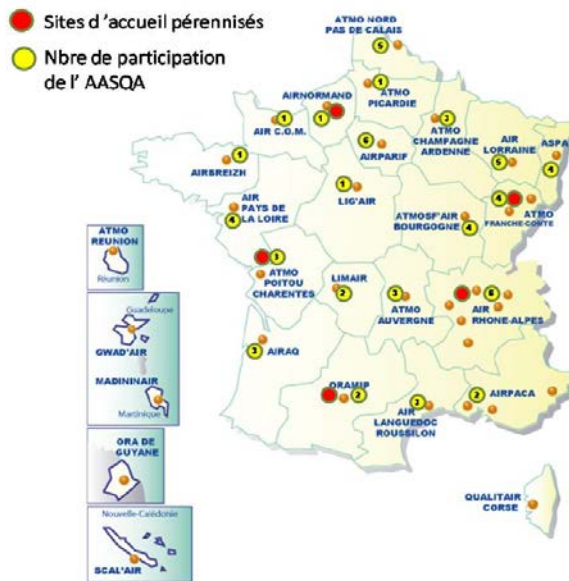 Sites d ’accueil pérennisés
Nbre de participation
de l’ AASQA
ATMO NORD
PAS DE CALAIS
5
1
ATMO
PICARDIE
AIRNORMAND
1
1
AIR C.O.M.
3
ATMO
CHAMPAGNE
ARDENNE
6
AIRPARIF
AIR
LORRAINE
5
ASPA
4
1
AIRBREIZH
1
LIG'AIR
AIR
PAYS DE
LA LOIRE
4
4
ATMO
FRANCHE-COMTE
ATMOSF'AIR
BOURGOGNE
4
3
ATMO
POITOU
CHARENTES
LIMAIR
2
3
ATMO
AUVERGNE
6
AIR
RHONE-ALPES
3
AIRAQ
ORAMIP
2
AIR
LANGUEDOC
ROUSSILON
2
AIRPACA
QUALITAIR
CORSE
ATMO
REUNION
Réunion
Guadeloupe
GWAD'AIR
MADININAIR
Martinique
ORA DE
GUYANE
Nouvelle-Calédonie
SCAL'AIR